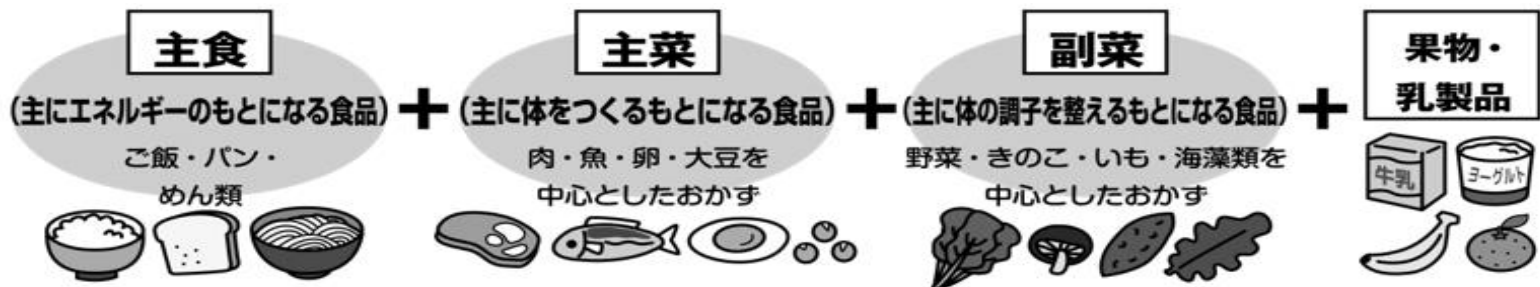 主食
(主にエネルギーのもとになる食品)
ご飯・パン・
めん類
+
主菜
(主に体をつくるもとになる食品)
肉・魚・卵・大豆を
中心としたおかず
+
副菜
(主に体の調子を整えるもとになる食品)
野菜・きのこ・いも・海藻類を
中心としたおかず
+
果物・
乳製品
牛乳
ヨーグルト